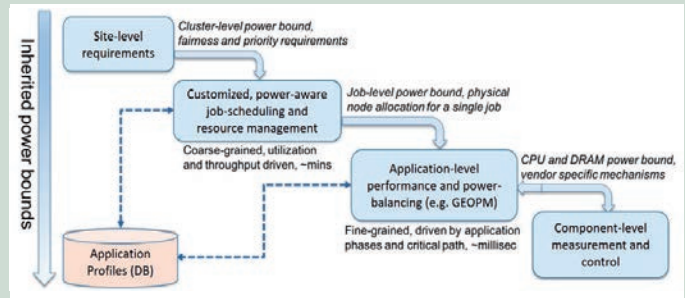 Inherited power bounds
Site-level
requirements
Cluster-level power bound,
fairness and priority requirements
Customized, power-aware
job-scheduling and
resource management
Job-level power bound, physical
node allocation for a single job
Coarse-grained, utilization
and throughput driven, ~mins
Application-level
performance and power-
balancing (e.g. GEOPM)
CPU and DRAM power bound,
vendor specific mechanisms
Fine-grained, driven by application
phases and critical path, ~millisec
Component-level
measurement and
control
Application
Profiles (DB)